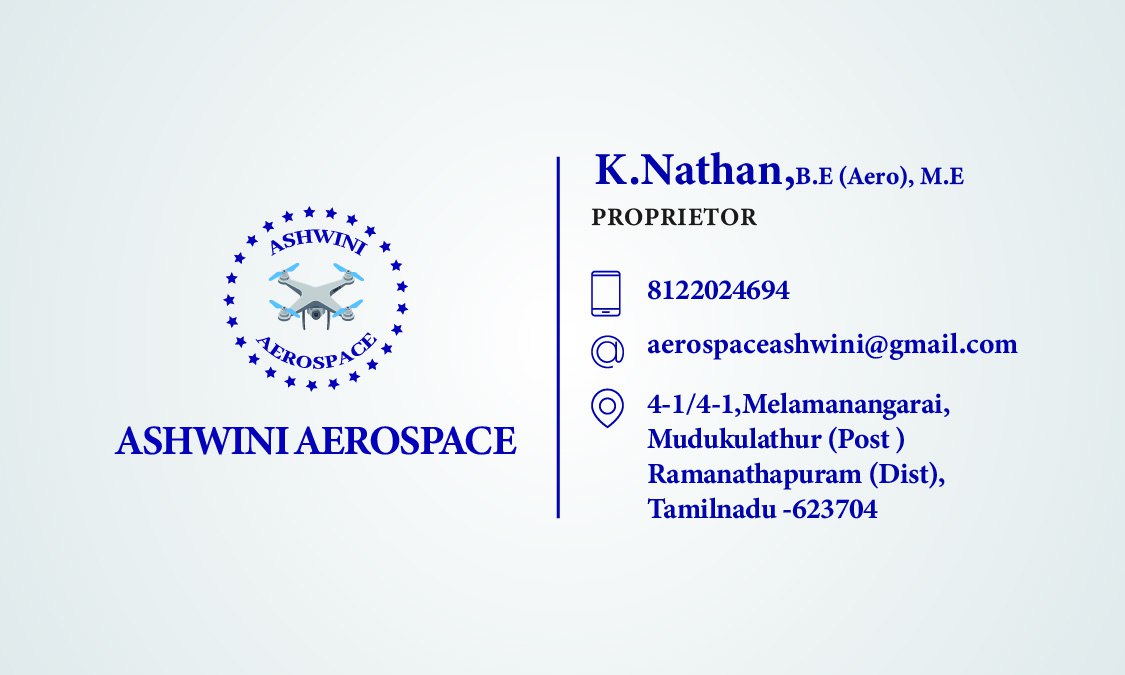 ASHWINI
AEROSPACE
ASHWINI AEROSPACE
K.Nathan,B.E (Aero), M.E
PROPRIETOR
8122024694
aerospaceashwini@gmail.com
4-1/4-1,Melamanangarai,
Mudukulathur (Post )
Ramanathapuram (Dist),
Tamilnadu -623704